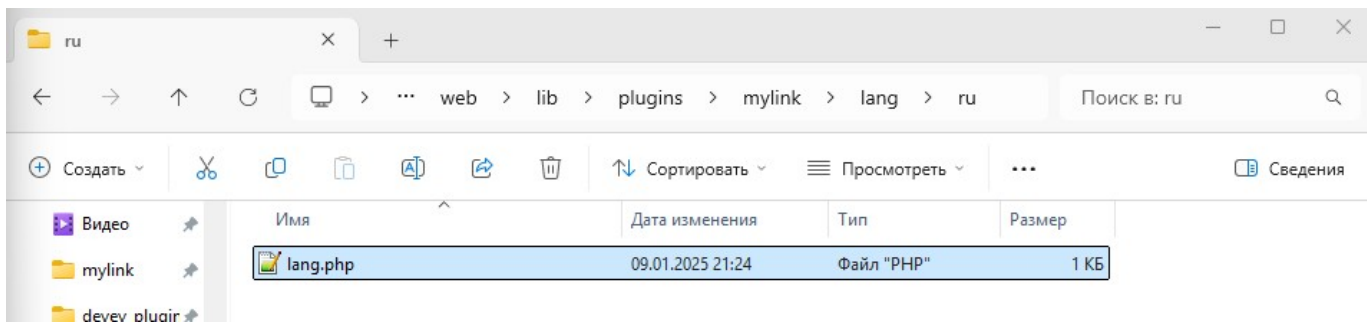 ru
web > lib > plugins > mylink > lang > ru
Поиск в: ru
Создать
Сортировать
Просмотреть
Сведения
Имя
Дата изменения
Тип
Размер
Видео
mylink
lang.php
09.01.2025 21:24
Файл "PHP"
1 КБ